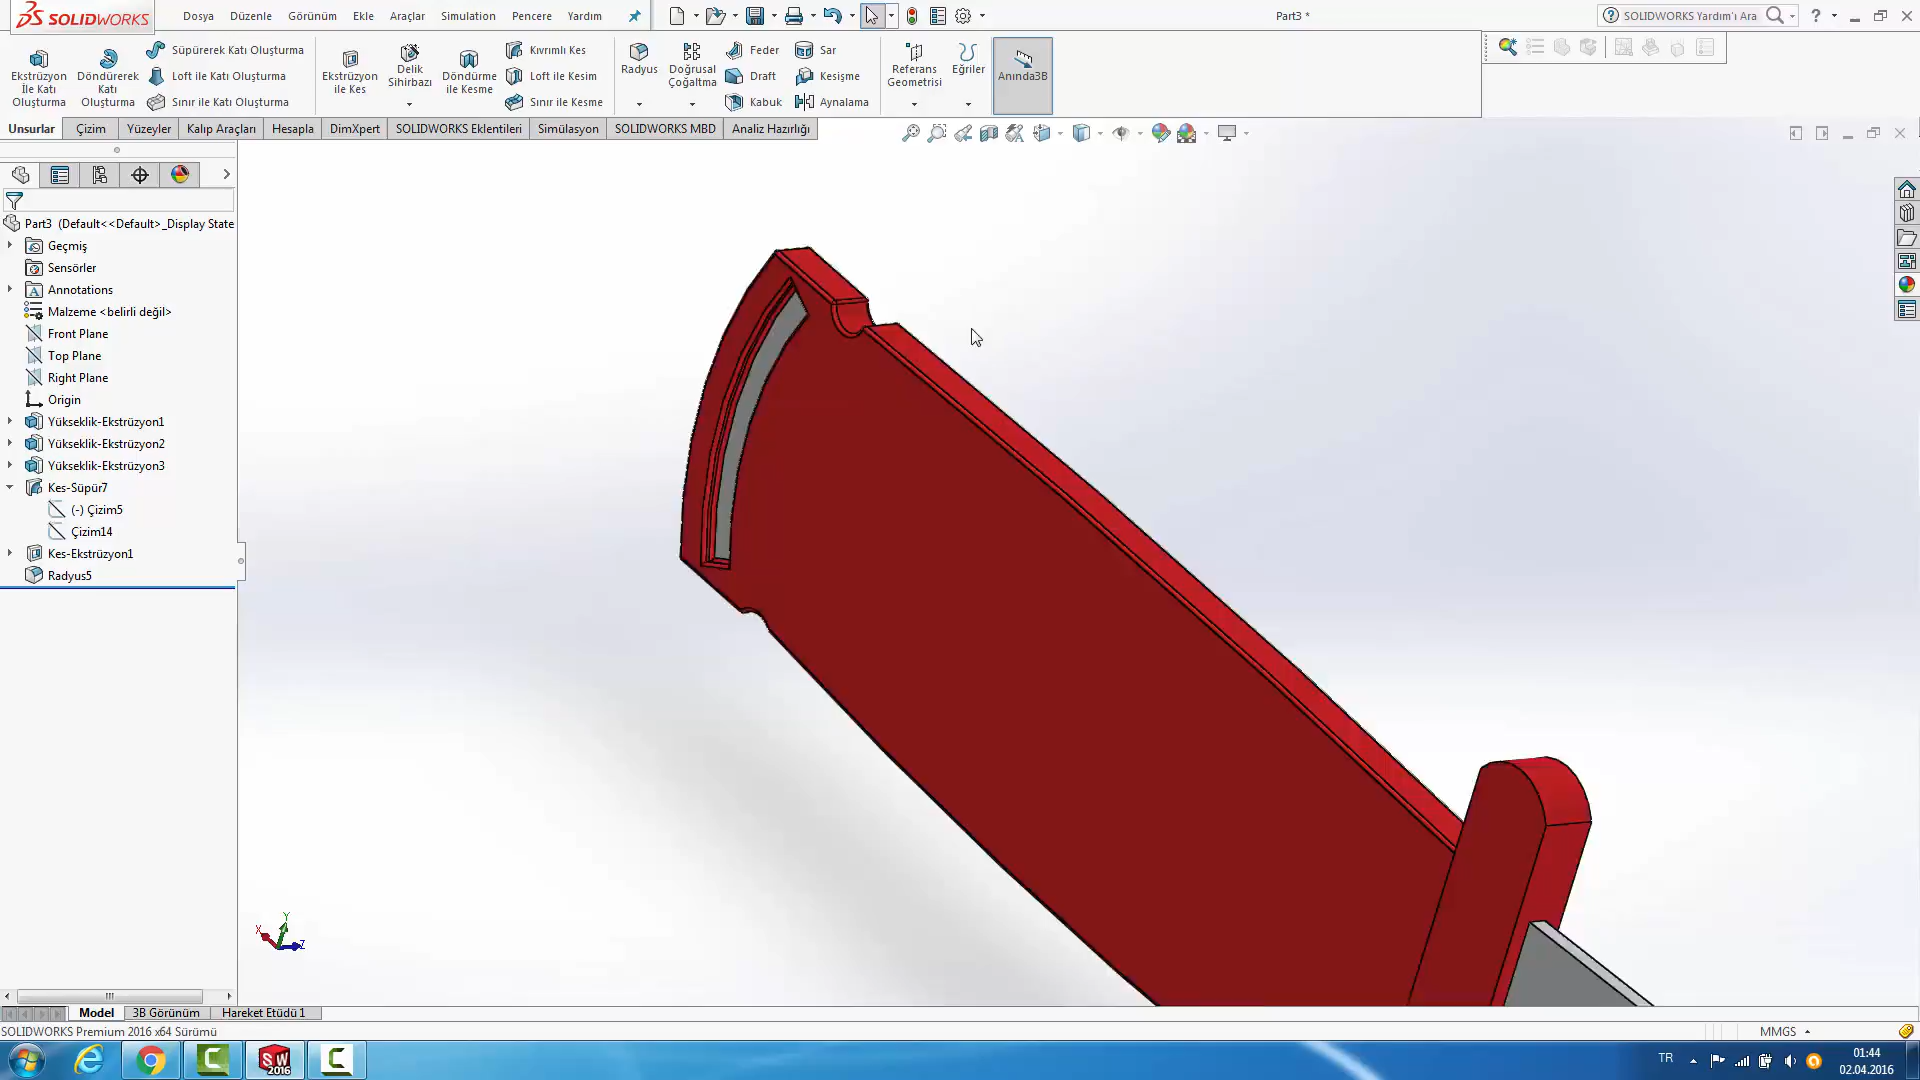 SOLIDWORKS
Dosya Düzenle Görünüm Ekle Araçlar Simulation Pencere Yardım
Part3 *
SOLIDWORKS Yardım'ı Ara
Ekstrüzyon İle Katı Oluşturma
Döndürerek Katı Oluşturma
Süpürerek Katı Oluşturma
Loft ile Katı Oluşturma
Sınır ile Katı Oluşturma
Ekstrüzyon ile Kes
Delik Sihirbazı
Döndürme ile Kesme
Kıvrımlı Kes
Loft ile Kesim
Sınır ile Kesme
Radyus
Doğrusal Çoğaltma
Feder
Draft
Kabuk
Sar
Kesişme
Aynalama
Referans Geometrisi
Eğriler
Anında3B
Unsurlar Çizim Yüzeyler Kalıp Araçları Hesapla DimXpert SOLIDWORKS Eklentileri Simülasyon SOLIDWORKS MBD Analiz Hazırlığı
Part3 (Default<<Default>_Display State
Geçmiş
Sensörler
Annotations
Malzeme <belirli değil>
Front Plane
Top Plane
Right Plane
Origin
Yükseklik-Ekstrüzyon1
Yükseklik-Ekstrüzyon2
Yükseklik-Ekstrüzyon3
Kes-Süpür7
(-) Çizim5
Çizim14
Kes-Ekstrüzyon1
Radyus5
Y
X
Z
Model 3B Görünüm Hareket Etüdü 1
SOLIDWORKS Premium 2016 x64 Sürümü
MMGS
SW 2016
TR
01:44
02.04.2016